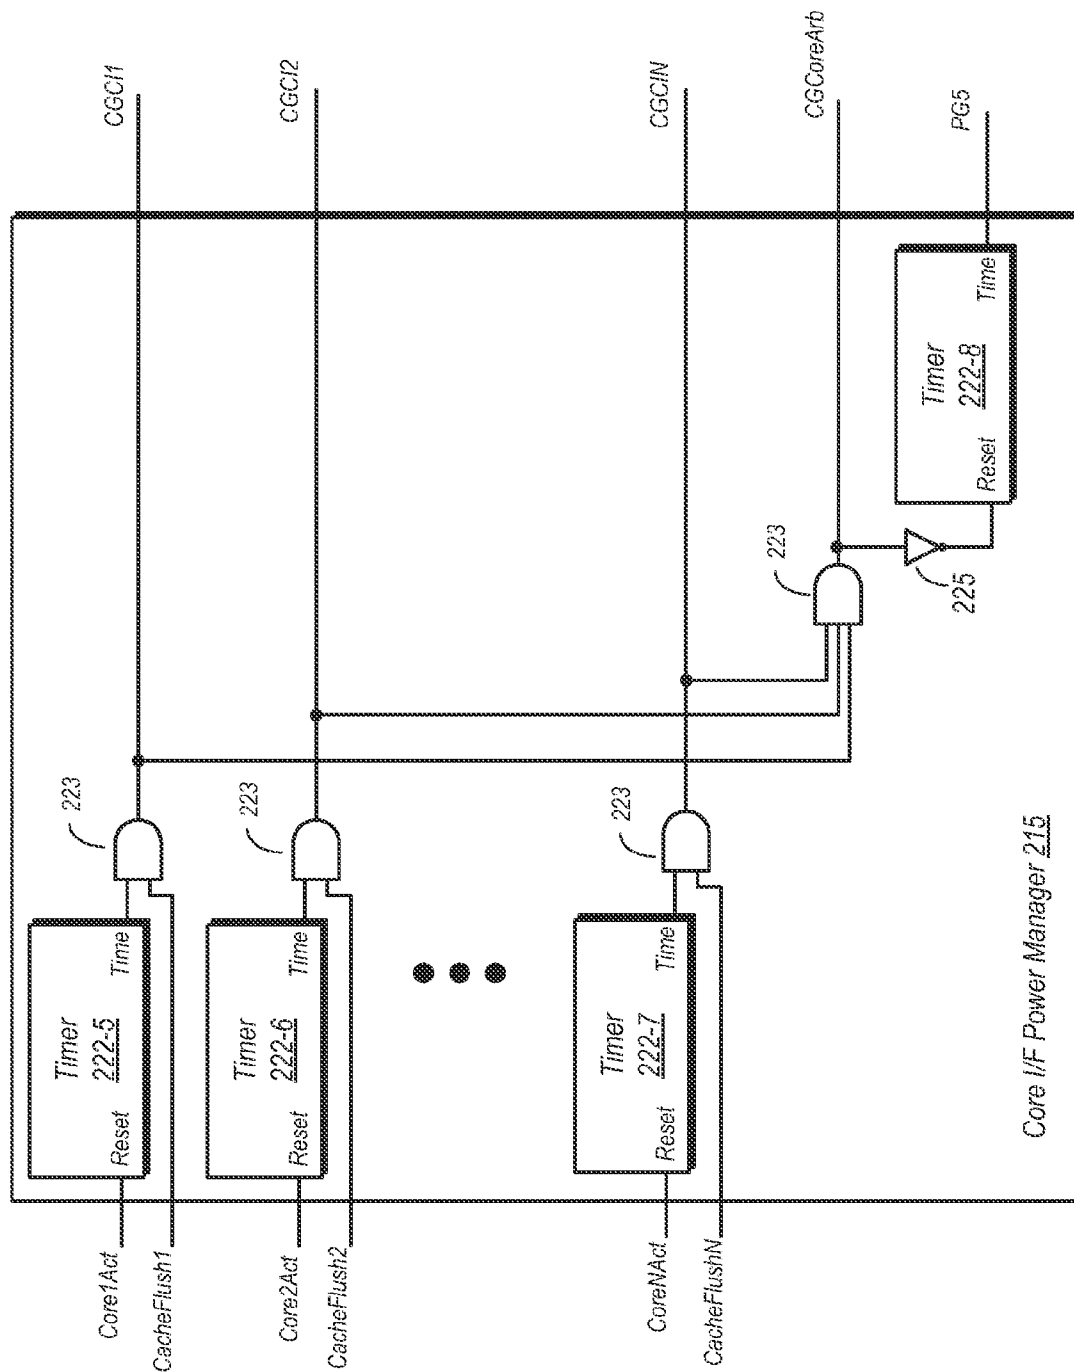 Core1Act
CacheFlush1
Reset
Timer
222-5
Time
223
CGCI1
Core2Act
CacheFlush2
Reset
Timer
222-6
Time
223
CGCI2
CoreNAct
CacheFlushN
Reset
Timer
222-7
Time
223
CGCIN
223
CGCoreArb
225
Reset
Timer
222-8
Time
PG5
Core I/F Power Manager 215